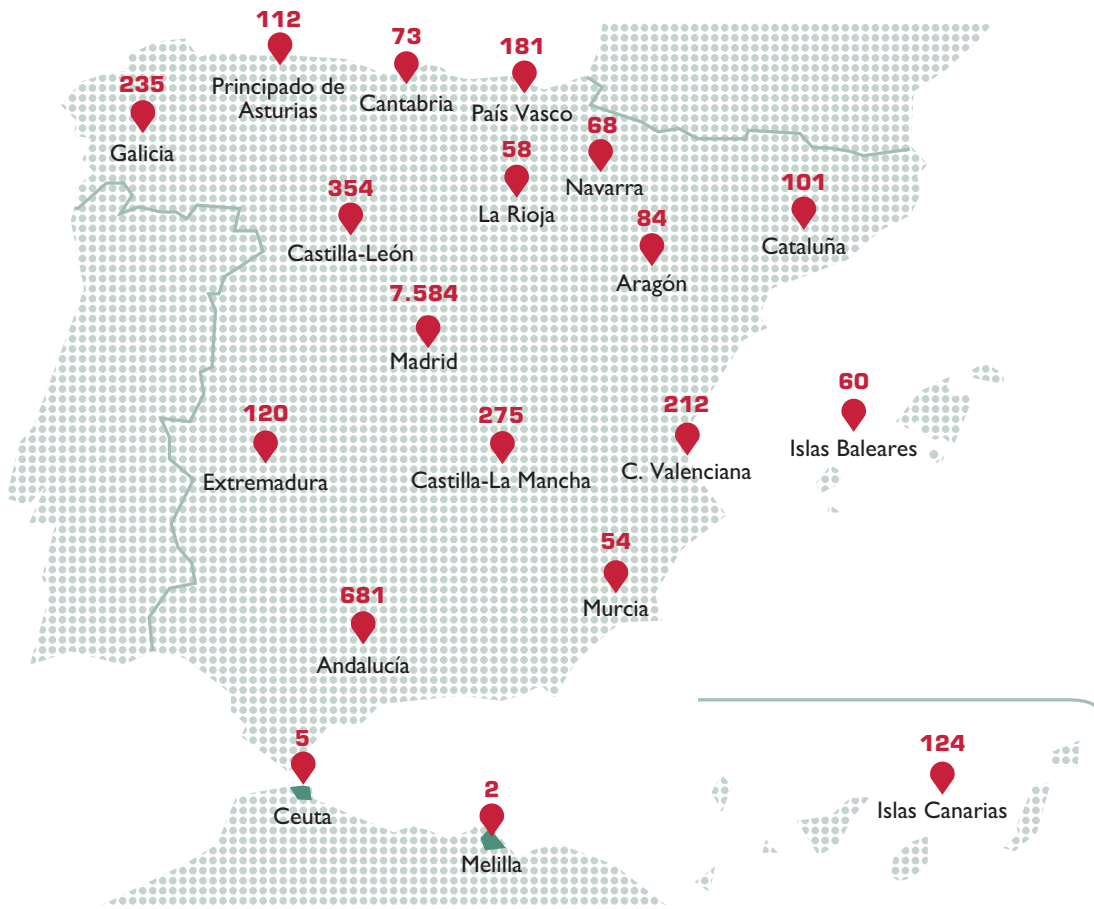 112
Principado de
Asturias
73
Cantabria
181
País Vasco
235
Galicia
68
Navarra
58
La Rioja
354
Castilla-León
101
Cataluña
84
Aragón
7.584
Madrid
60
Islas Baleares
120
Extremadura
275
Castilla-La Mancha
212
C. Valenciana
54
Murcia
681
Andalucía
5
Ceuta
2
Melilla
124
Islas Canarias